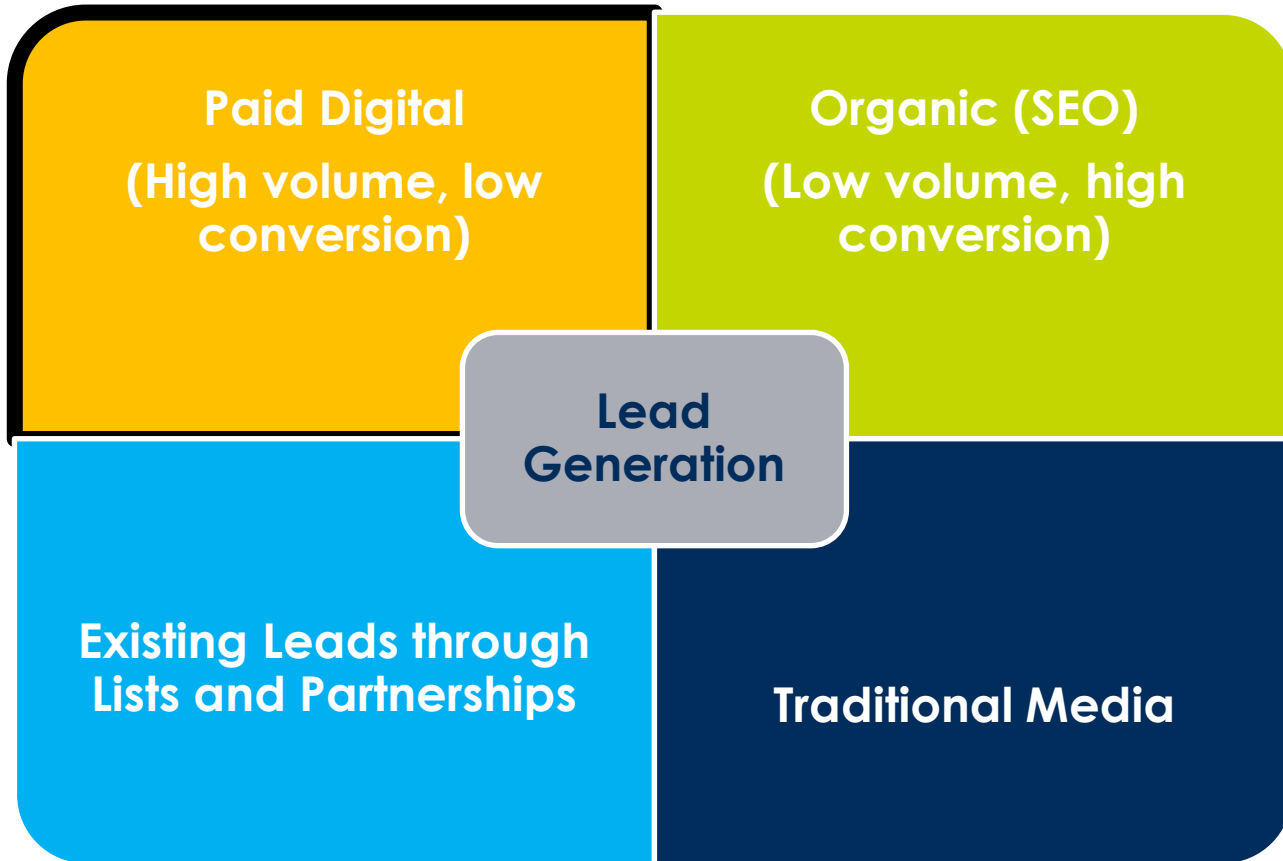 Paid Digital
(High volume, low
conversion)
Organic (SEO)
(Low volume, high
conversion)
Lead
Generation
Existing Leads through
Lists and Partnerships
Traditional Media